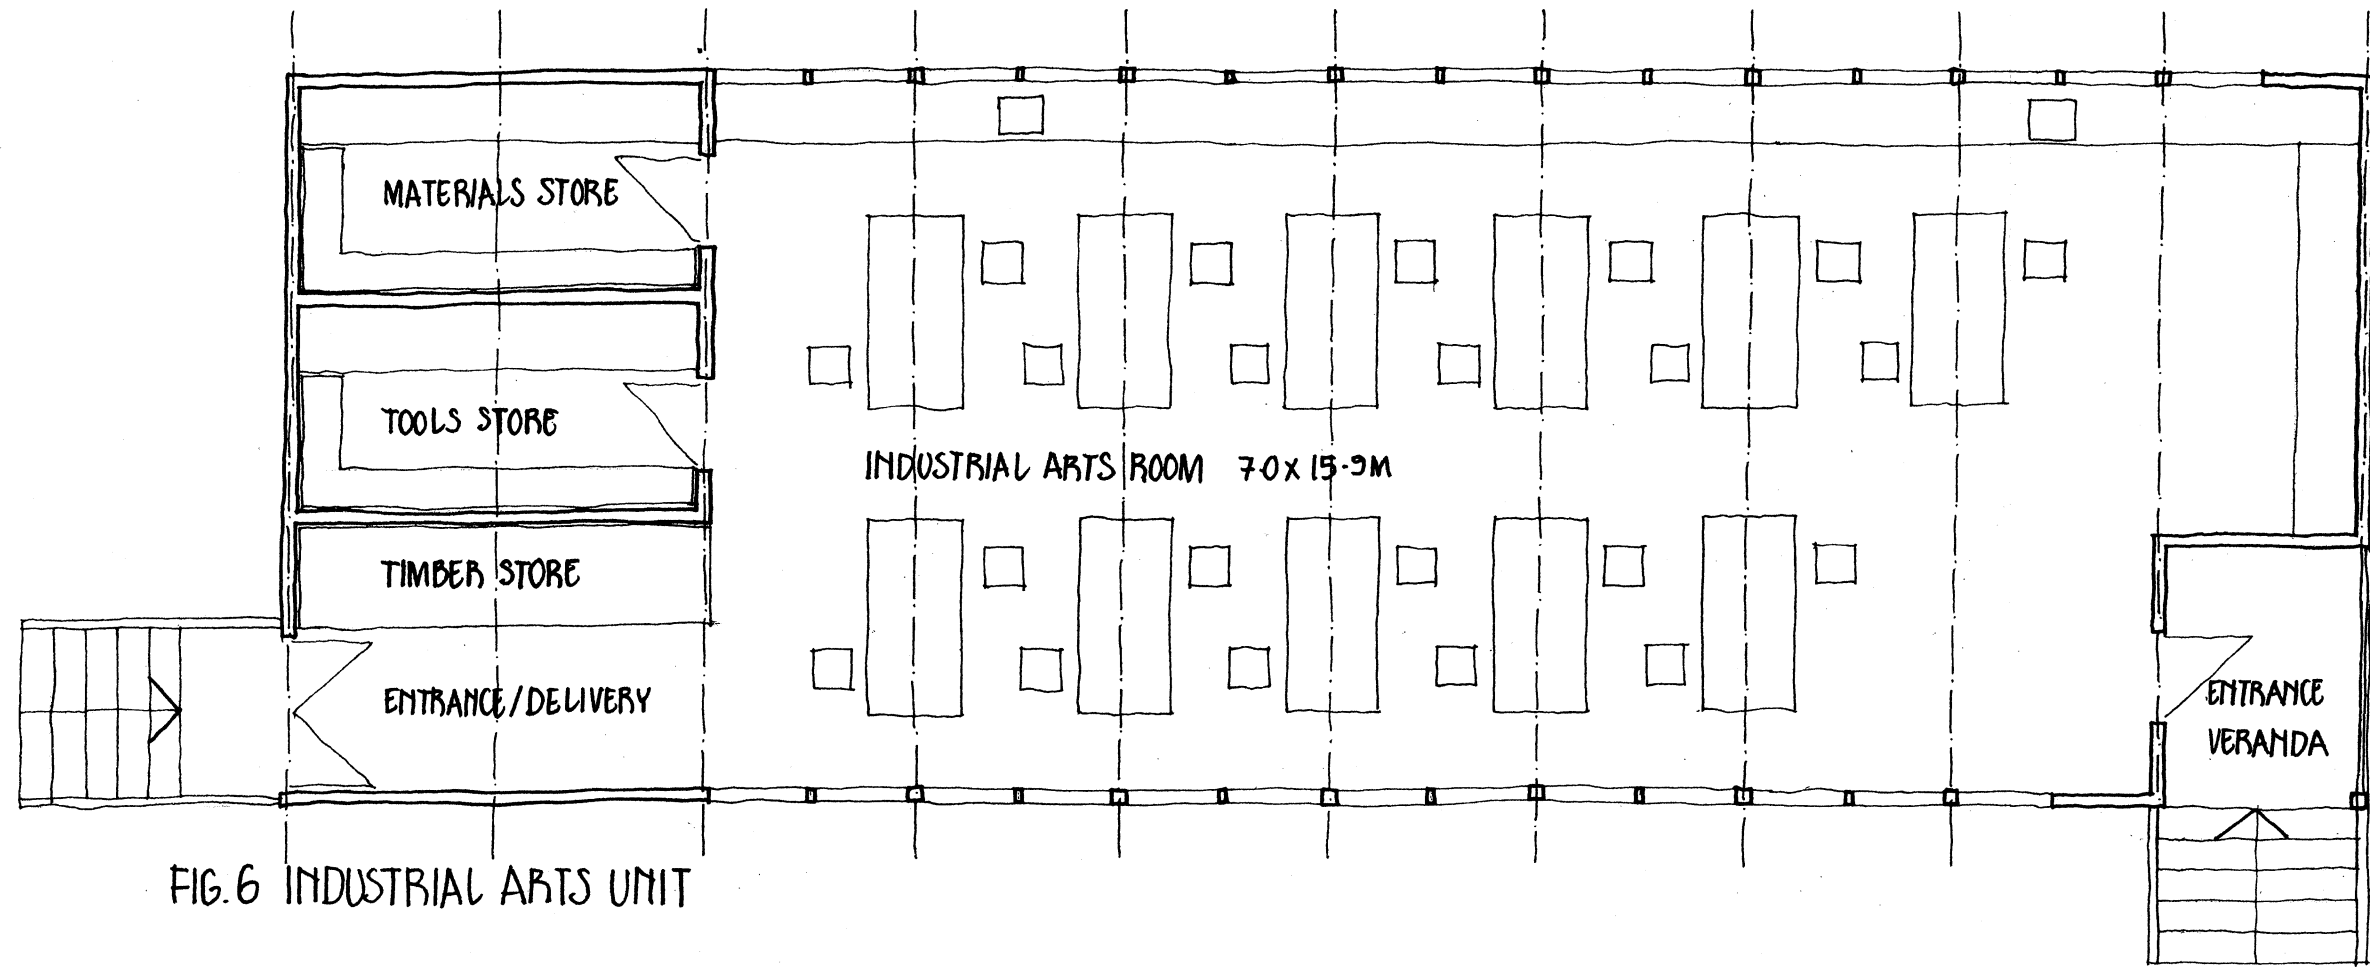 MATERIALS STORE
TOOLS STORE
INDUSTRIAL ARTS ROOM 7.0 X 15.9M
TIMBER STORE
ENTRANCE/DELIVERY
ENTRANCE
VERANDA
FIG. 6 INDUSTRIAL ARTS UNIT